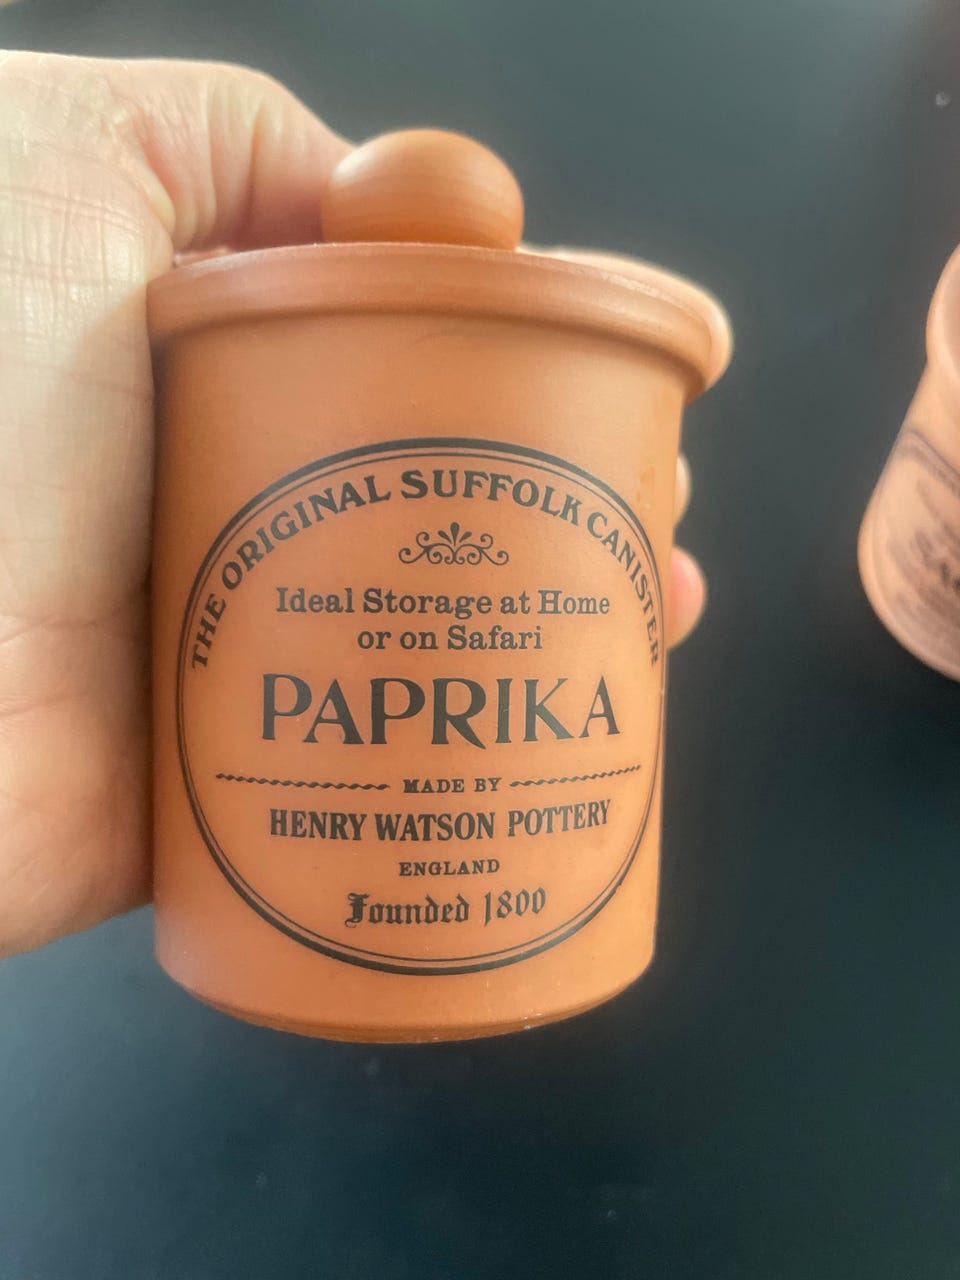 THE ORIGINAL SUFFOLK CANISTER
Ideal Storage at Home
or on Safari
PAPRIKA
MADE BY
HENRY WATSON POTTERY
ENGLAND
Founded 1800